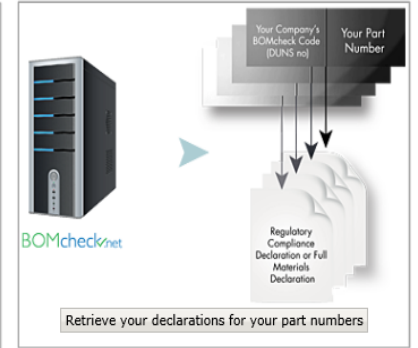 Your Company's
BOMcheck Code
(DUNS no)
Your Part
Number
BOMcheck.net
Regulatory
Compliance
Declaration or Full
Materials
Declaration
Retrieve your declarations for your part numbers